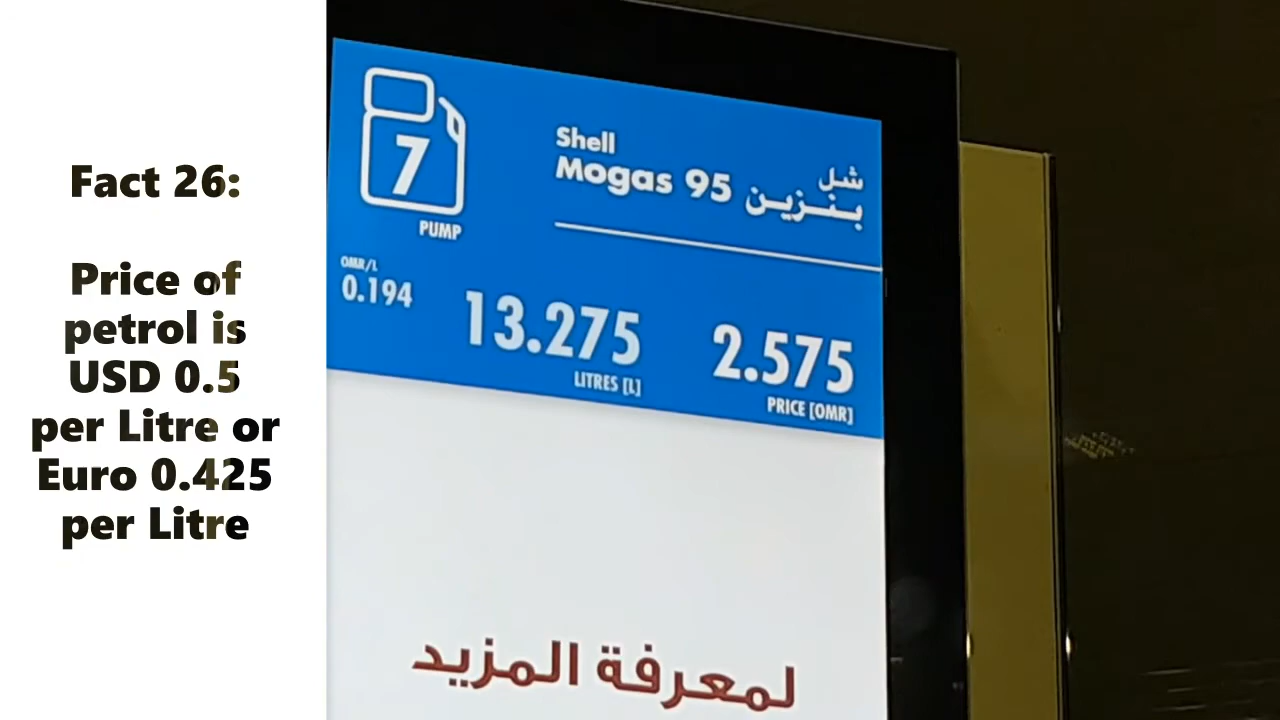 Fact 26:
Price of
petrol is
USD 0.5
per Litre or
Euro 0.425
per Litre
7
PUMP
Shell
Mogas 95
شل
بنزين
OMR/L
0.194
13.275
LITRES [L]
2.575
PRICE [OMR]
لمعرفة المزيد